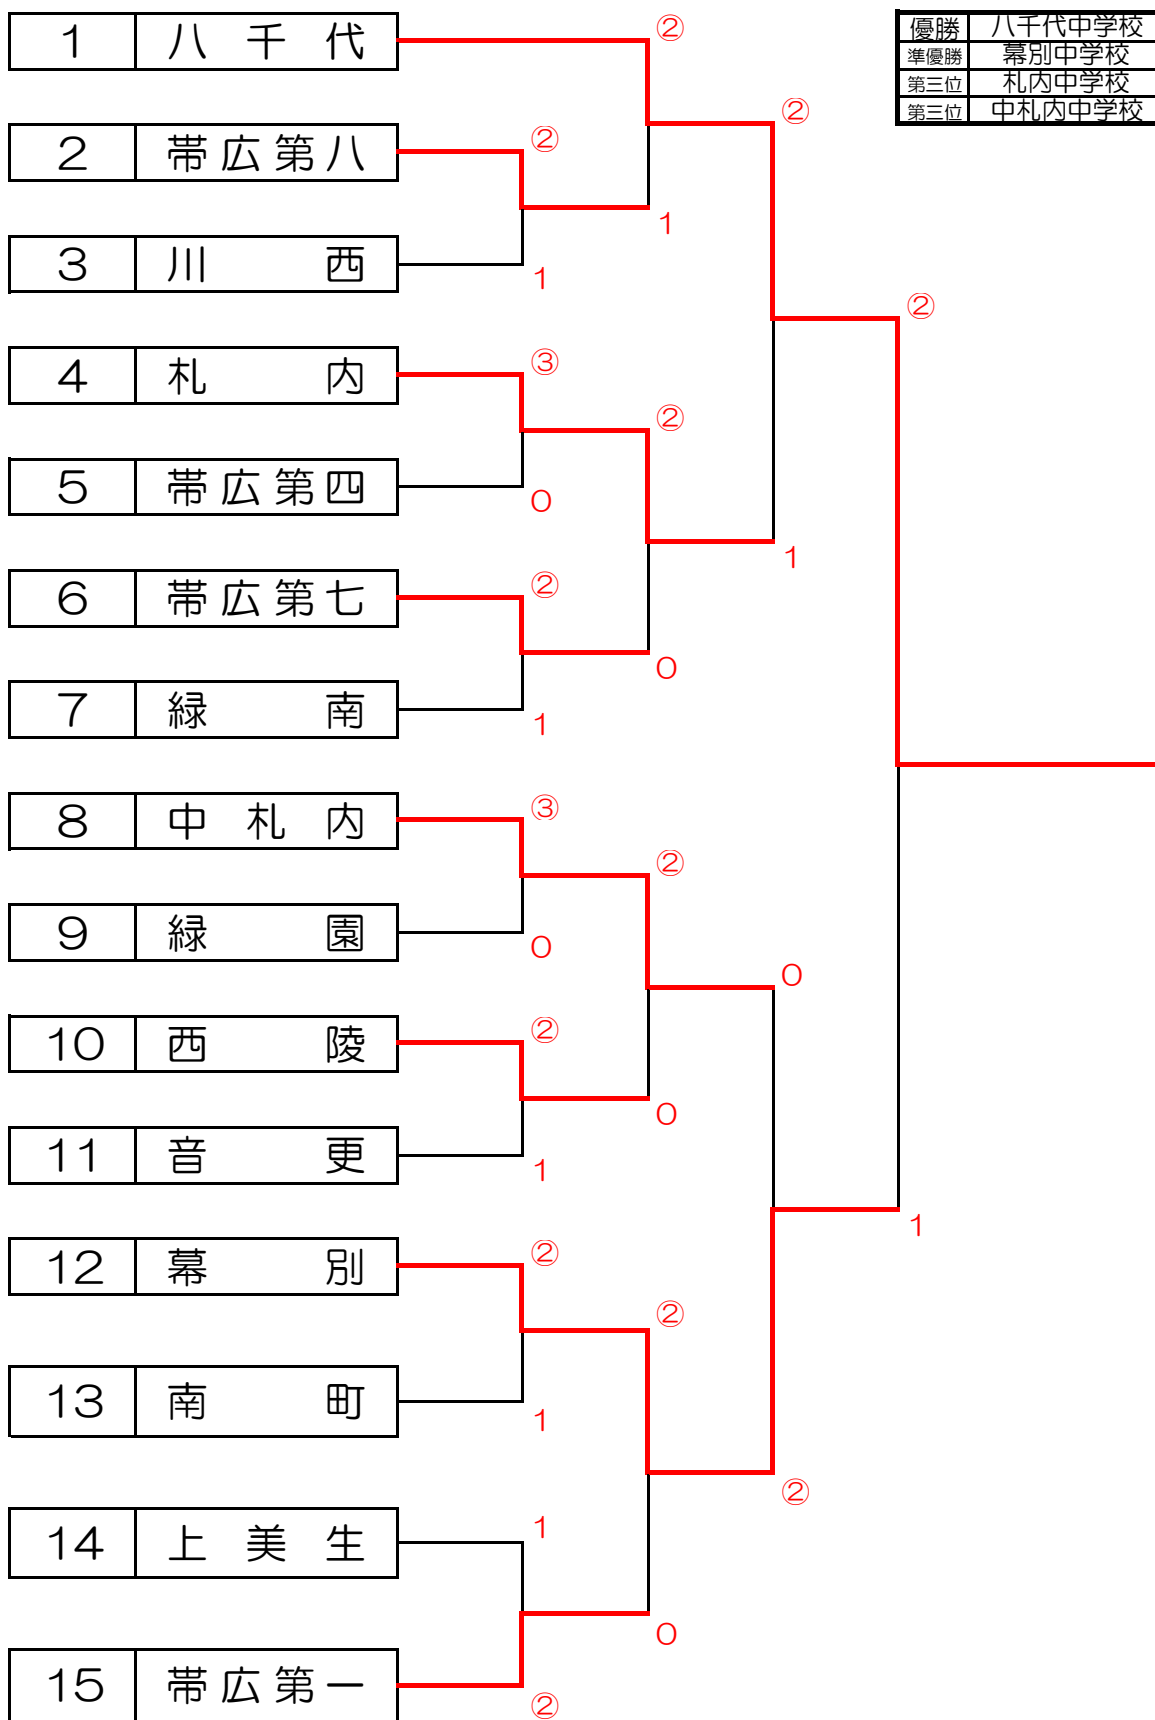 1 八千代
②
優勝 八千代中学校
準優勝 幕別中学校
第三位 札内中学校
第三位 中札内中学校
②
2 帯広第八
②
1
3 川西
1
②
4 札内
③
②
5 帯広第四
0
1
6 帯広第七
②
0
7 緑南
1
8 中札内
③
②
9 緑園
0
0
10 西陵
②
0
11 音更
1
1
12 幕別
②
②
13 南町
1
②
14 上美生
1
0
15 帯広第一
②